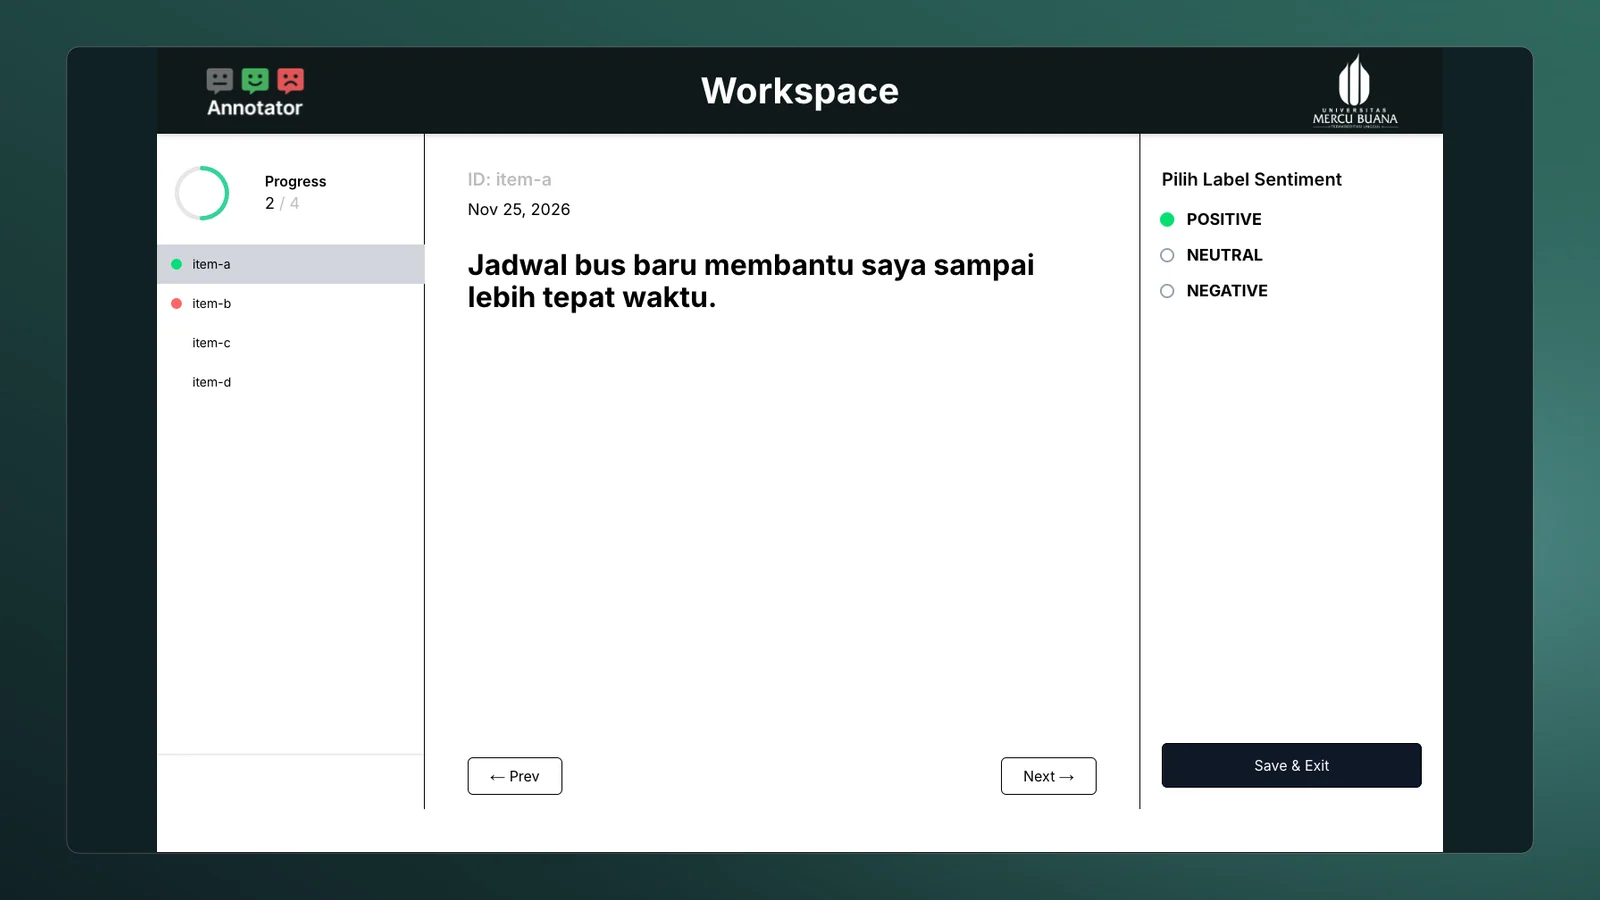 Annotator
Workspace
UNIVERSITAS
MERCU BUANA
Progress
2 / 4
item-a
item-b
item-c
item-d
ID: item-a
Nov 25, 2026
Jadwal bus baru membantu saya sampai
lebih tepat waktu.
← Prev
Next →
Pilih Label Sentiment
POSITIVE
NEUTRAL
NEGATIVE
Save & Exit